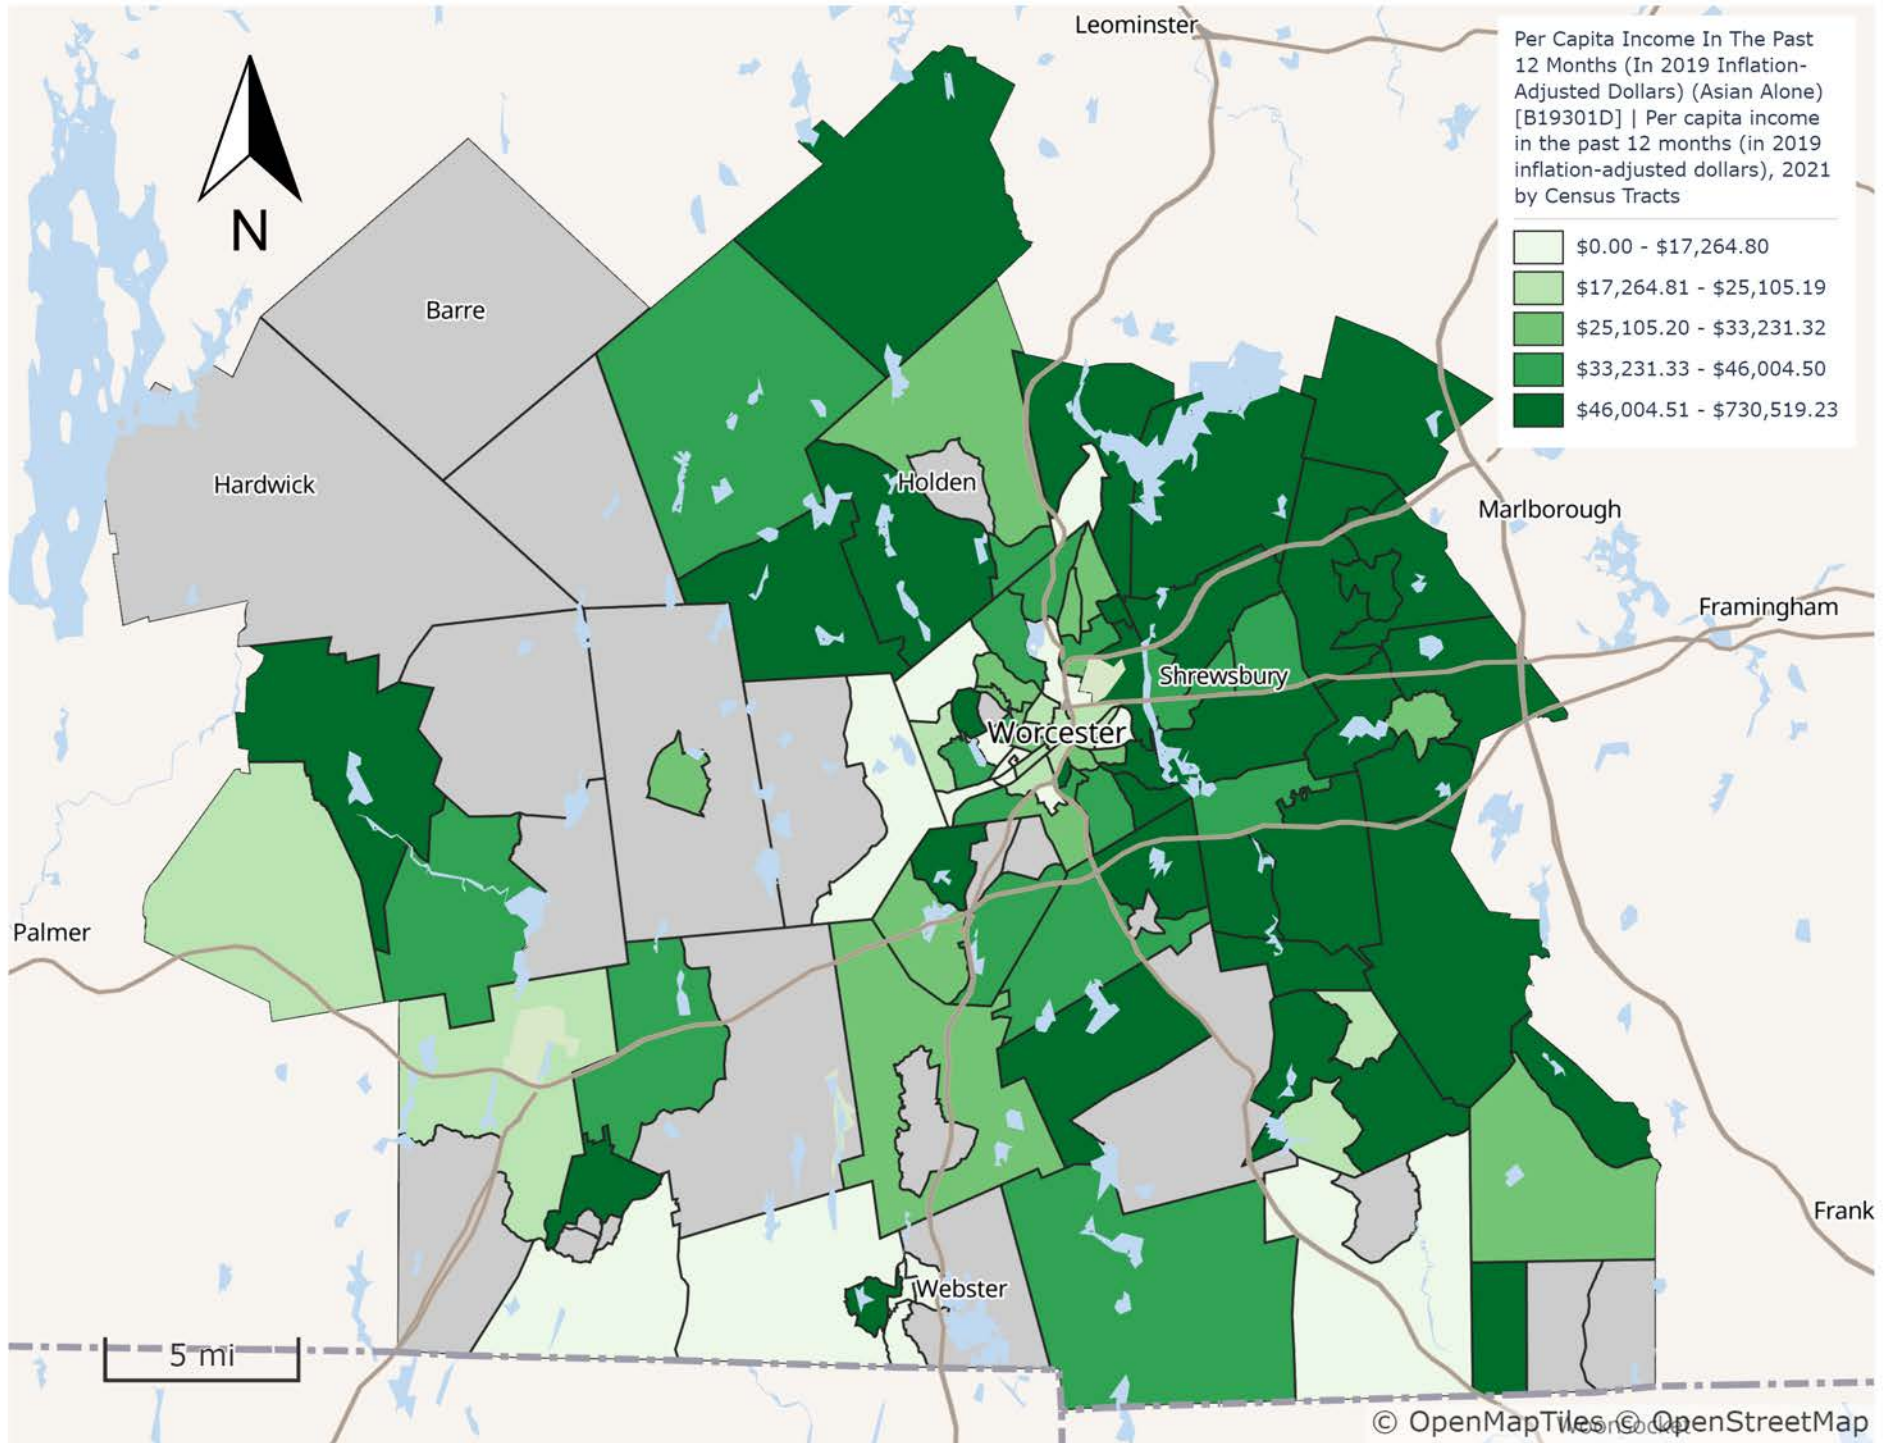 Leominster
Per Capita Income In The Past
12 Months (In 2019 Inflation-
Adjusted Dollars) (Asian Alone)
[B19301D] | Per capita income
in the past 12 months (in 2019
inflation-adjusted dollars), 2021
by Census Tracts
$0.00 - $17,264.80
$17,264.81 - $25,105.19
$25,105.20 - $33,231.32
$33,231.33 - $46,004.50
$46,004.51 - $730,519.23
N
Barre
Hardwick
Holden
Marlborough
Framingham
Shrewsbury
Worcester
Palmer
Frank
Webster
5 mi
Woonsocket
© OpenMapTiles © OpenStreetMap